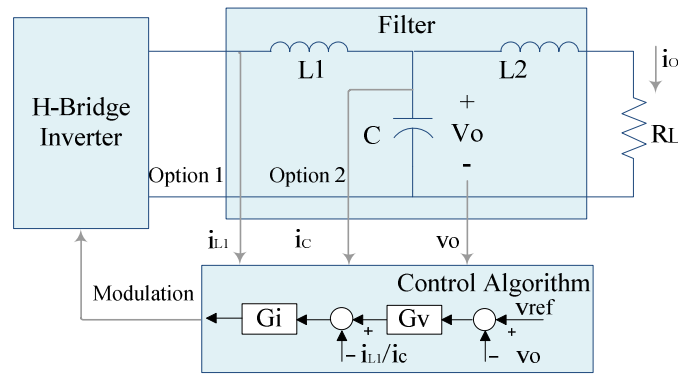 Filter
L1
L2
iO
H-Bridge
Inverter
+
C
Vo
-
RL
Option 1
Option 2
iL1
iC
vo
Control Algorithm
Modulation
Gi
Gv
vref
+
+
- iL1/ic
- vo